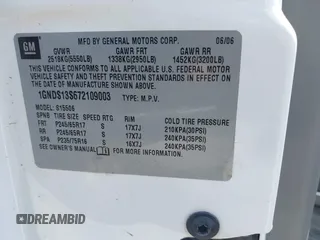 GM
MFD BY GENERAL MOTORS CORP. 06/06
GVWR GAWR FRT GAWR RR
2518KG(5550LB) 1338KG(2950LB) 1452KG(3200LB)
THIS VEHICLE CONFORMS TO ALL APPLICABLE U.S. FEDERAL MOTOR
VEHICLE SAFETY, BUMPER, AND THEFT PREVENTION STANDARDS
IN EFFECT ON THE DATE OF MANUFACTURE SHOWN ABOVE.
1GNDS13S672109003 TYPE: M.P.V.
MODEL: S15506
TIRE SIZE SPEED RTG RIM COLD TIRE PRESSURE
FRT P245/65R17 S 17X7J 210KPA(30PSI)
RR P245/65R17 S 17X7J 240KPA(35PSI)
SPA P235/75R16 S 16X7J 240KPA(35PSI)
SEE OWNER'S MANUAL FOR MORE INFORMATION.
DREAMBID